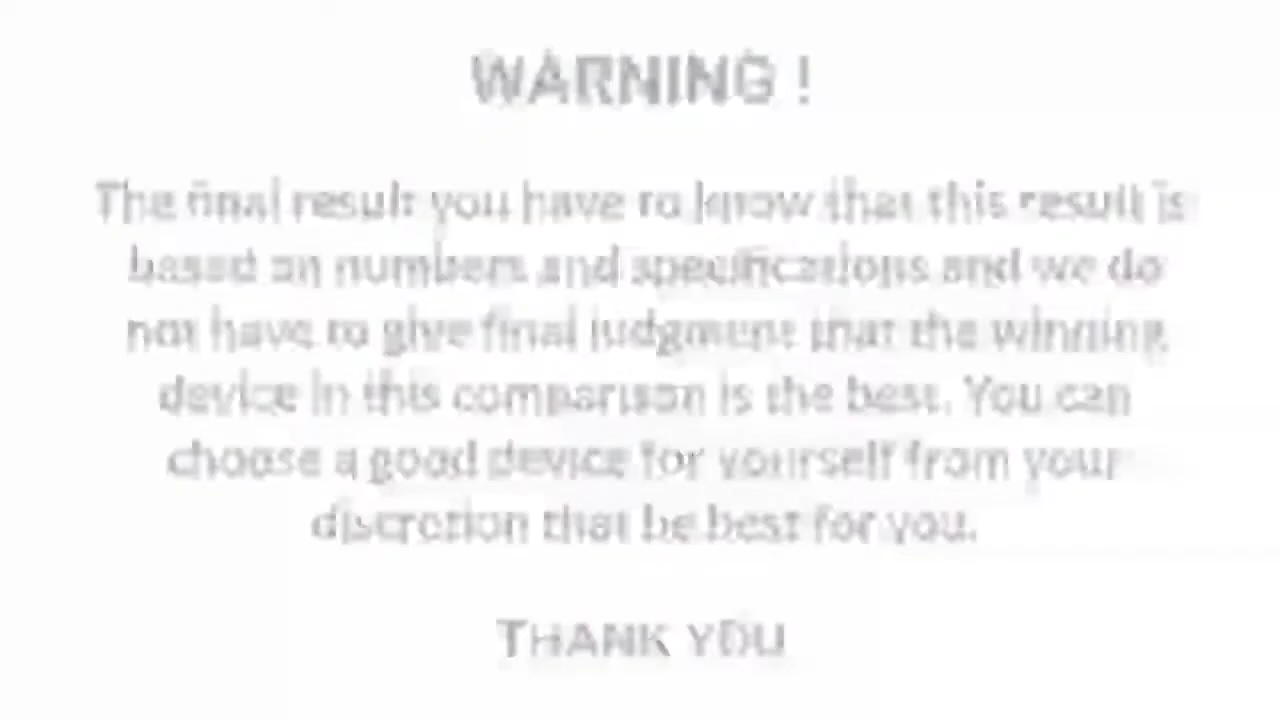 WARNING !
The final result you have to know that this result is
based on numbers and specifications and we do
not have to give final judgment that the winning
device in this comparison is the best. You can
choose a good device for yourself from your
discretion that be best for you.
THANK YOU